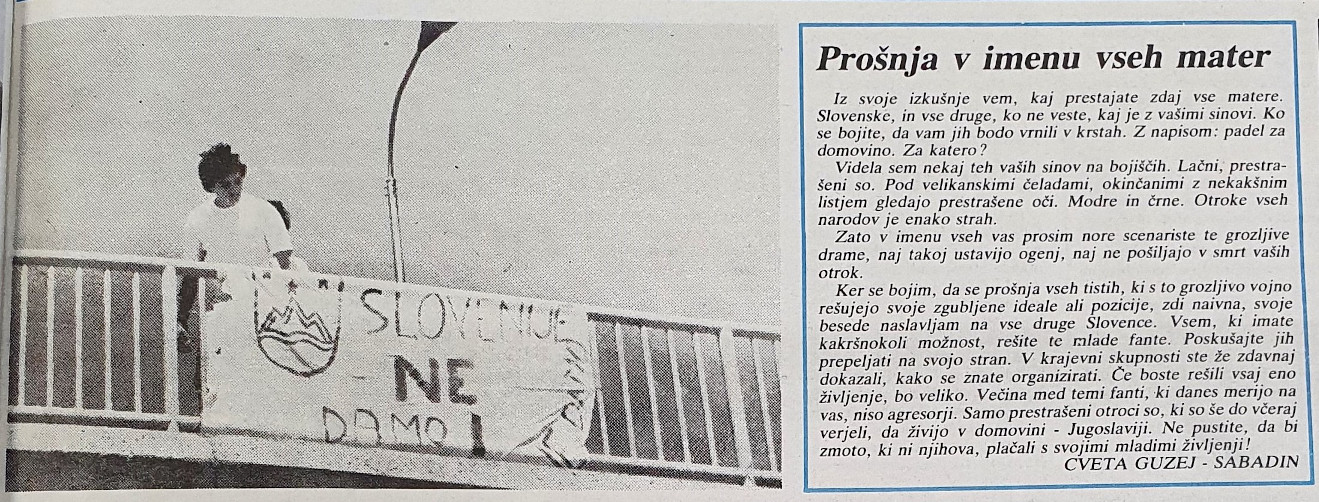 SLOVENIJE
NE
DAMO!
Prošnja v imenu vseh mater
Iz svoje izkušnje vem, kaj prestajate zdaj vse matere.
Slovenske, in vse druge, ko ne veste, kaj je z vašimi sinovi. Ko
se bojite, da vam jih bodo vrnili v krstah. Z napisom: padel za
domovino. Za katero?
Videla sem nekaj teh vaših sinov na bojiščih. Lačni, prestra-
šeni so. Pod velikanskimi čeladami, okinčanimi z nekakšnim
listjem gledajo prestrašene oči. Modre in črne. Otroke vseh
narodov je enako strah.
Zato v imenu vseh vas prosim nore scenariste te grozljive
drame, naj takoj ustavijo ogenj, naj ne pošiljajo v smrt vaših
otrok.
Ker se bojim, da se prošnja vseh tistih, ki s to grozljivo vojno
rešujejo svoje zgubljene ideale ali pozicije, zdi naivna, svoje
besede naslavljam na vse druge Slovence. Vsem, ki imate
kakršnokoli možnost, rešite te mlade fante. Poskušajte jih
prepeljati na svojo stran. V krajevni skupnosti ste že zdavnaj
dokazali, kako se znate organizirati. Če boste rešili vsaj eno
življenje, bo veliko. Večina med temi fanti, ki danes merijo na
vas, niso agresorji. Samo prestrašeni otroci so, ki so še do včeraj
verjeli, da živijo v domovini - Jugoslaviji. Ne pustite, da bi
zmoto, ki ni njihova, plačali s svojimi mladimi življenji!
CVETA GUZEJ - SABADIN